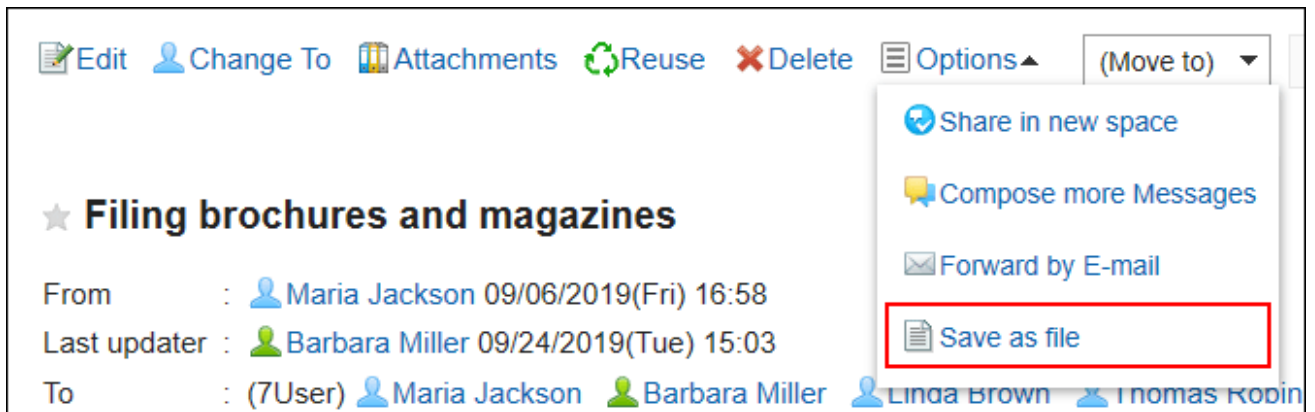 Edit Change To Attachments Reuse Delete Options▲ (Move to) ▼
Share in new space
Compose more Messages
Filing brochures and magazines
Forward by E-mail
From : Maria Jackson 09/06/2019(Fri) 16:58
Save as file
Last updater : Barbara Miller 09/24/2019(Tue) 15:03
To : (7User) Maria Jackson Barbara Miller Linda Brown Thomas Robin